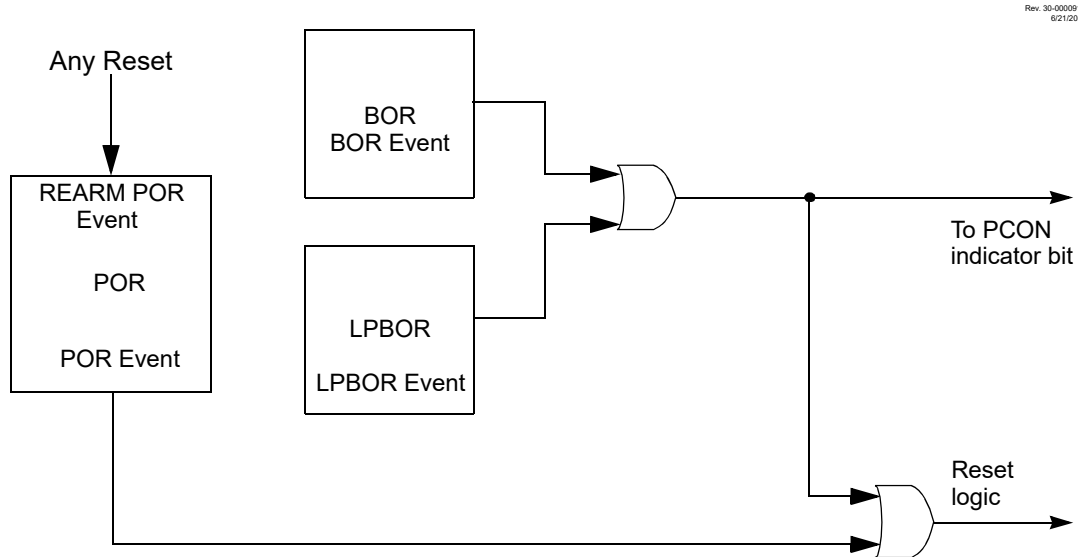 Rev. 30-00009
6/21/20
Any Reset
BOR
BOR Event
REARM POR
Event
POR
POR Event
LPBOR
LPBOR Event
To PCON
indicator bit
Reset
logic